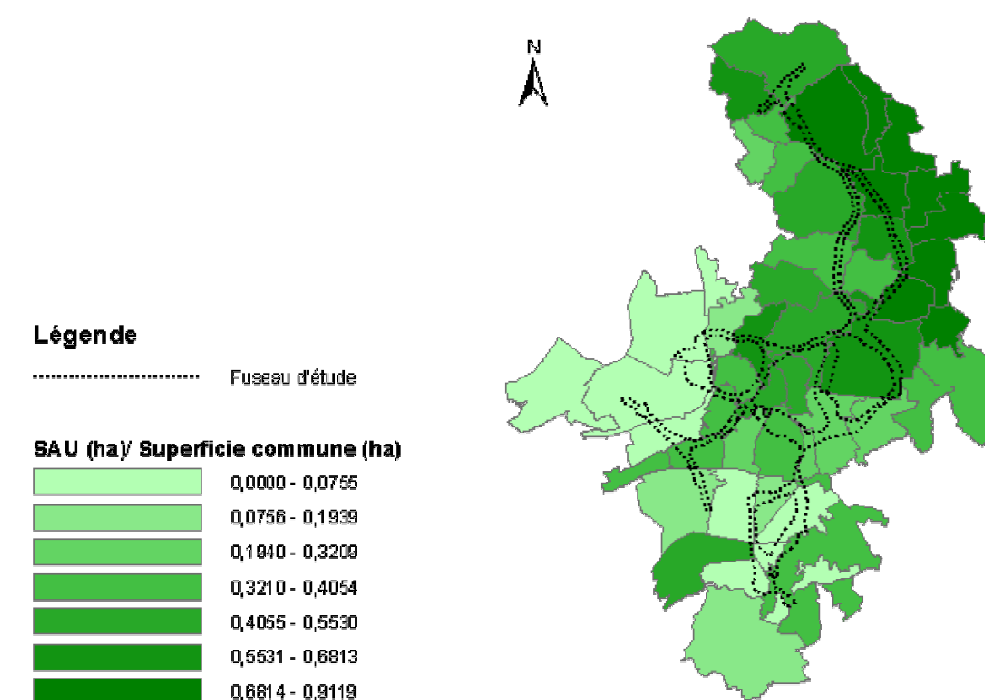 N
Légende
Fuseau d'étude
SAU (ha)/ Superficie commune (ha)
0,0000 - 0,0755
0,0756 - 0,1939
0,1940 - 0,3209
0,3210 - 0,4054
0,4055 - 0,5530
0,5531 - 0,6813
0,6814 - 0,9119